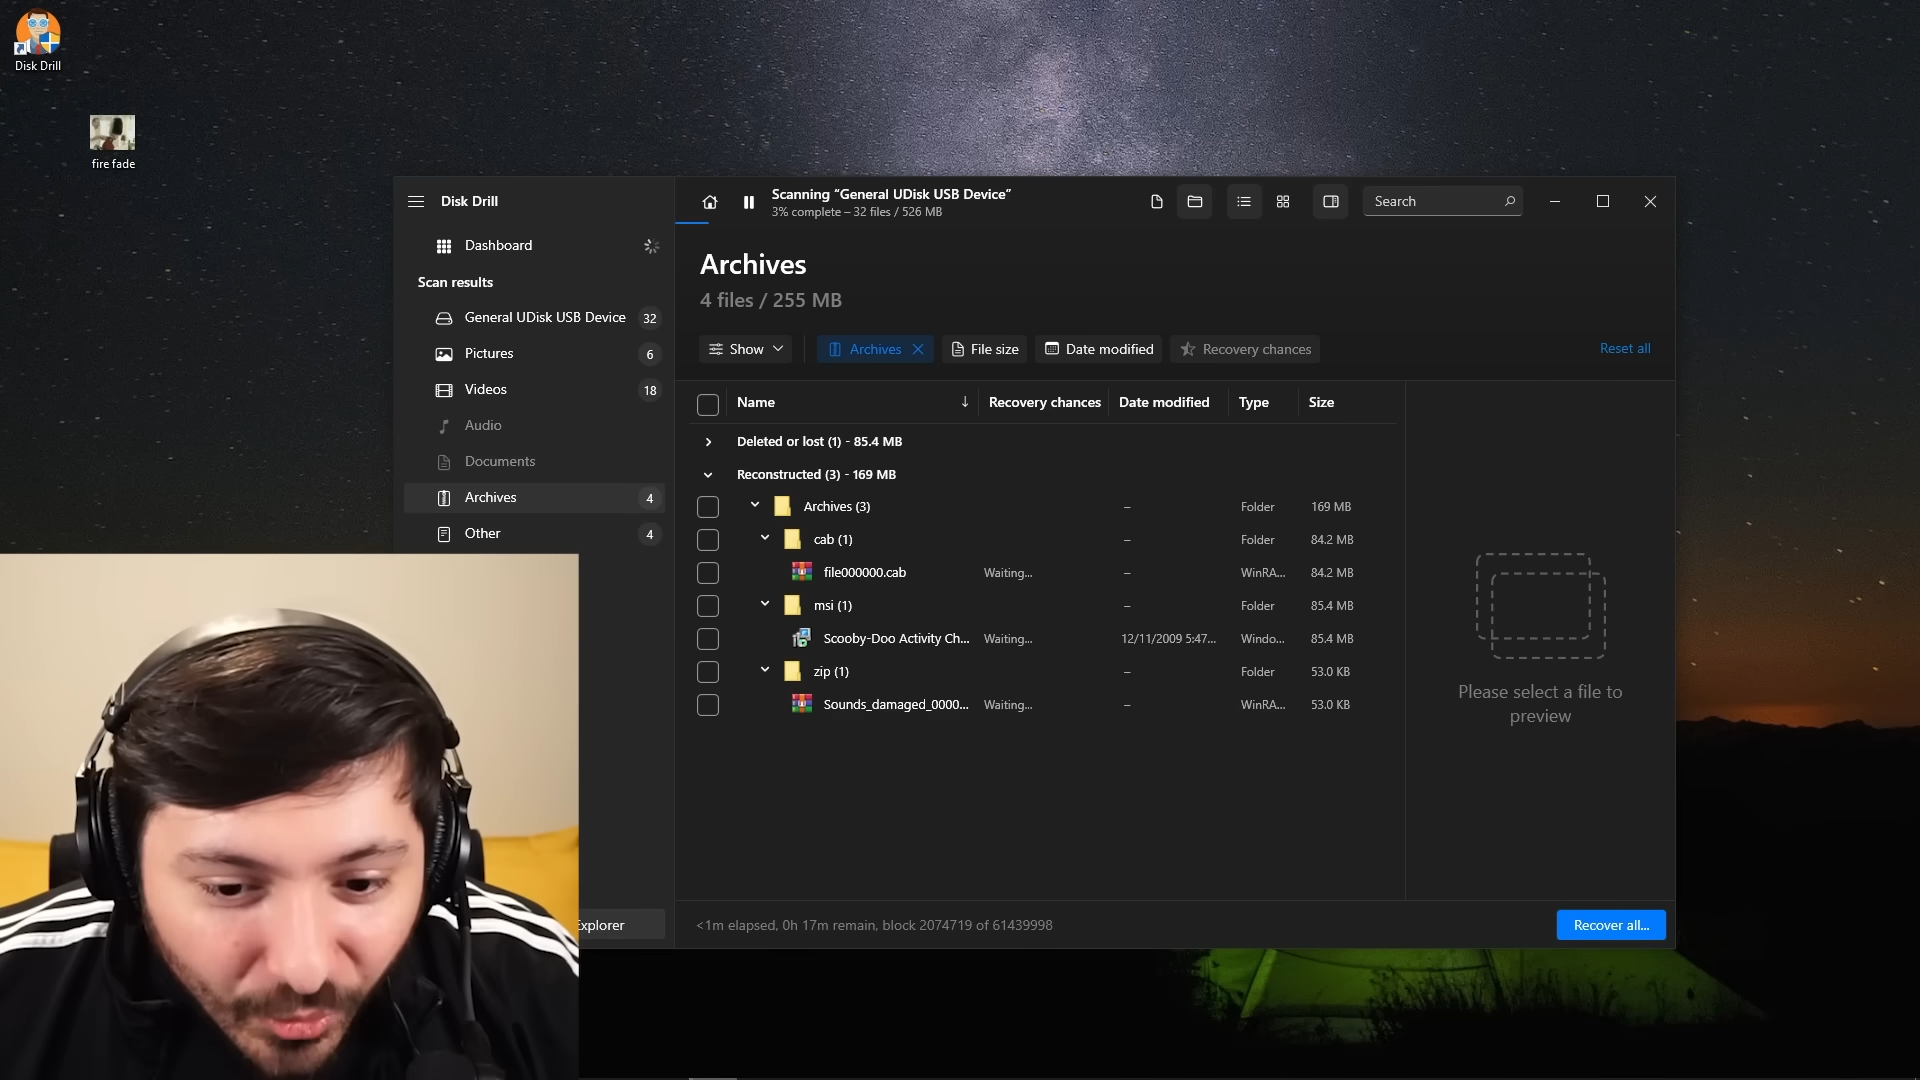 Disk Drill
fire fade
Disk Drill
Dashboard
Scan results
General UDisk USB Device 32
Pictures 6
Videos 18
Audio
Documents
Archives 4
Other 4
Explorer
Scanning “General UDisk USB Device”
3% complete – 32 files / 526 MB
Search
Archives
4 files / 255 MB
Show
Archives
File size
Date modified
Recovery chances
Reset all
Name Recovery chances Date modified Type Size
Deleted or lost (1) - 85.4 MB
Reconstructed (3) - 169 MB
Archives (3) – Folder 169 MB
cab (1) – Folder 84.2 MB
file000000.cab Waiting... – WinRA... 84.2 MB
msi (1) – Folder 85.4 MB
Scooby-Doo Activity Ch... Waiting... 12/11/2009 5:47... Windo... 85.4 MB
zip (1) – Folder 53.0 KB
Sounds_damaged_0000... Waiting... – WinRA... 53.0 KB
Please select a file to
preview
<1m elapsed, 0h 17m remain, block 2074719 of 61439998
Recover all...